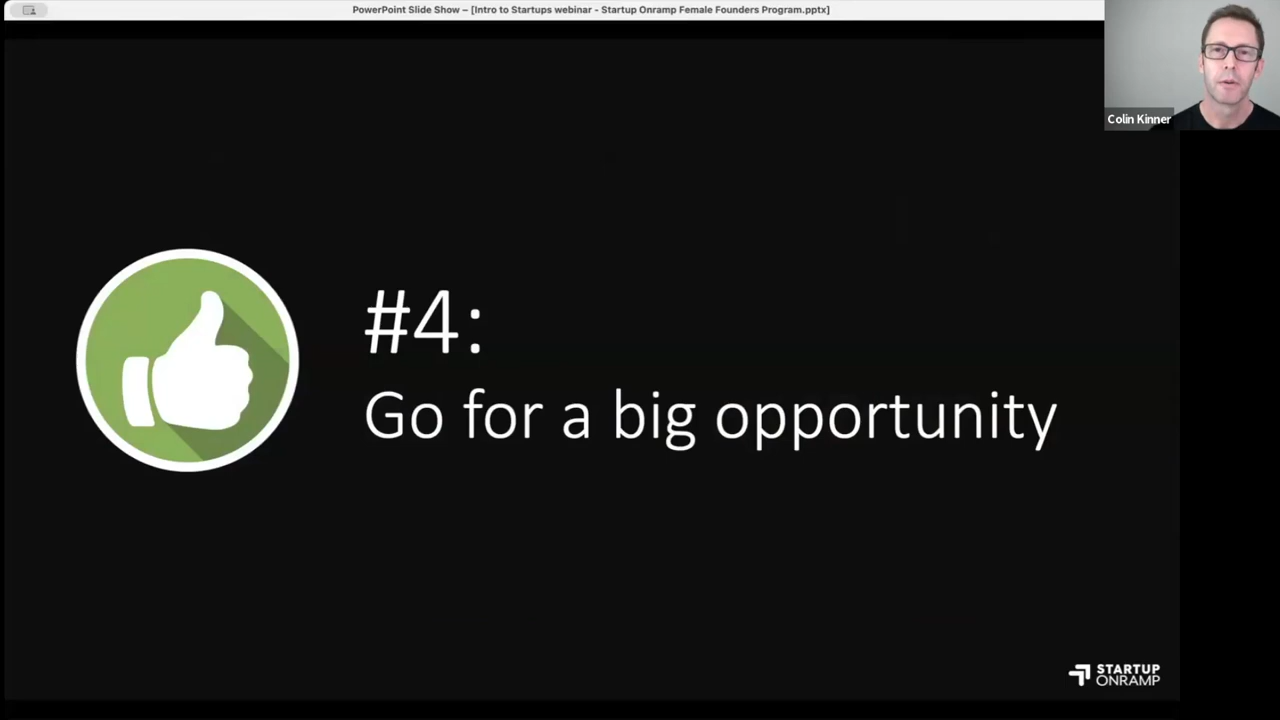 PowerPoint Slide Show – [Intro to Startups webinar - Startup Onramp Female Founders Program.pptx]
Colin Kinner
#4:
Go for a big opportunity
STARTUP
ONRAMP